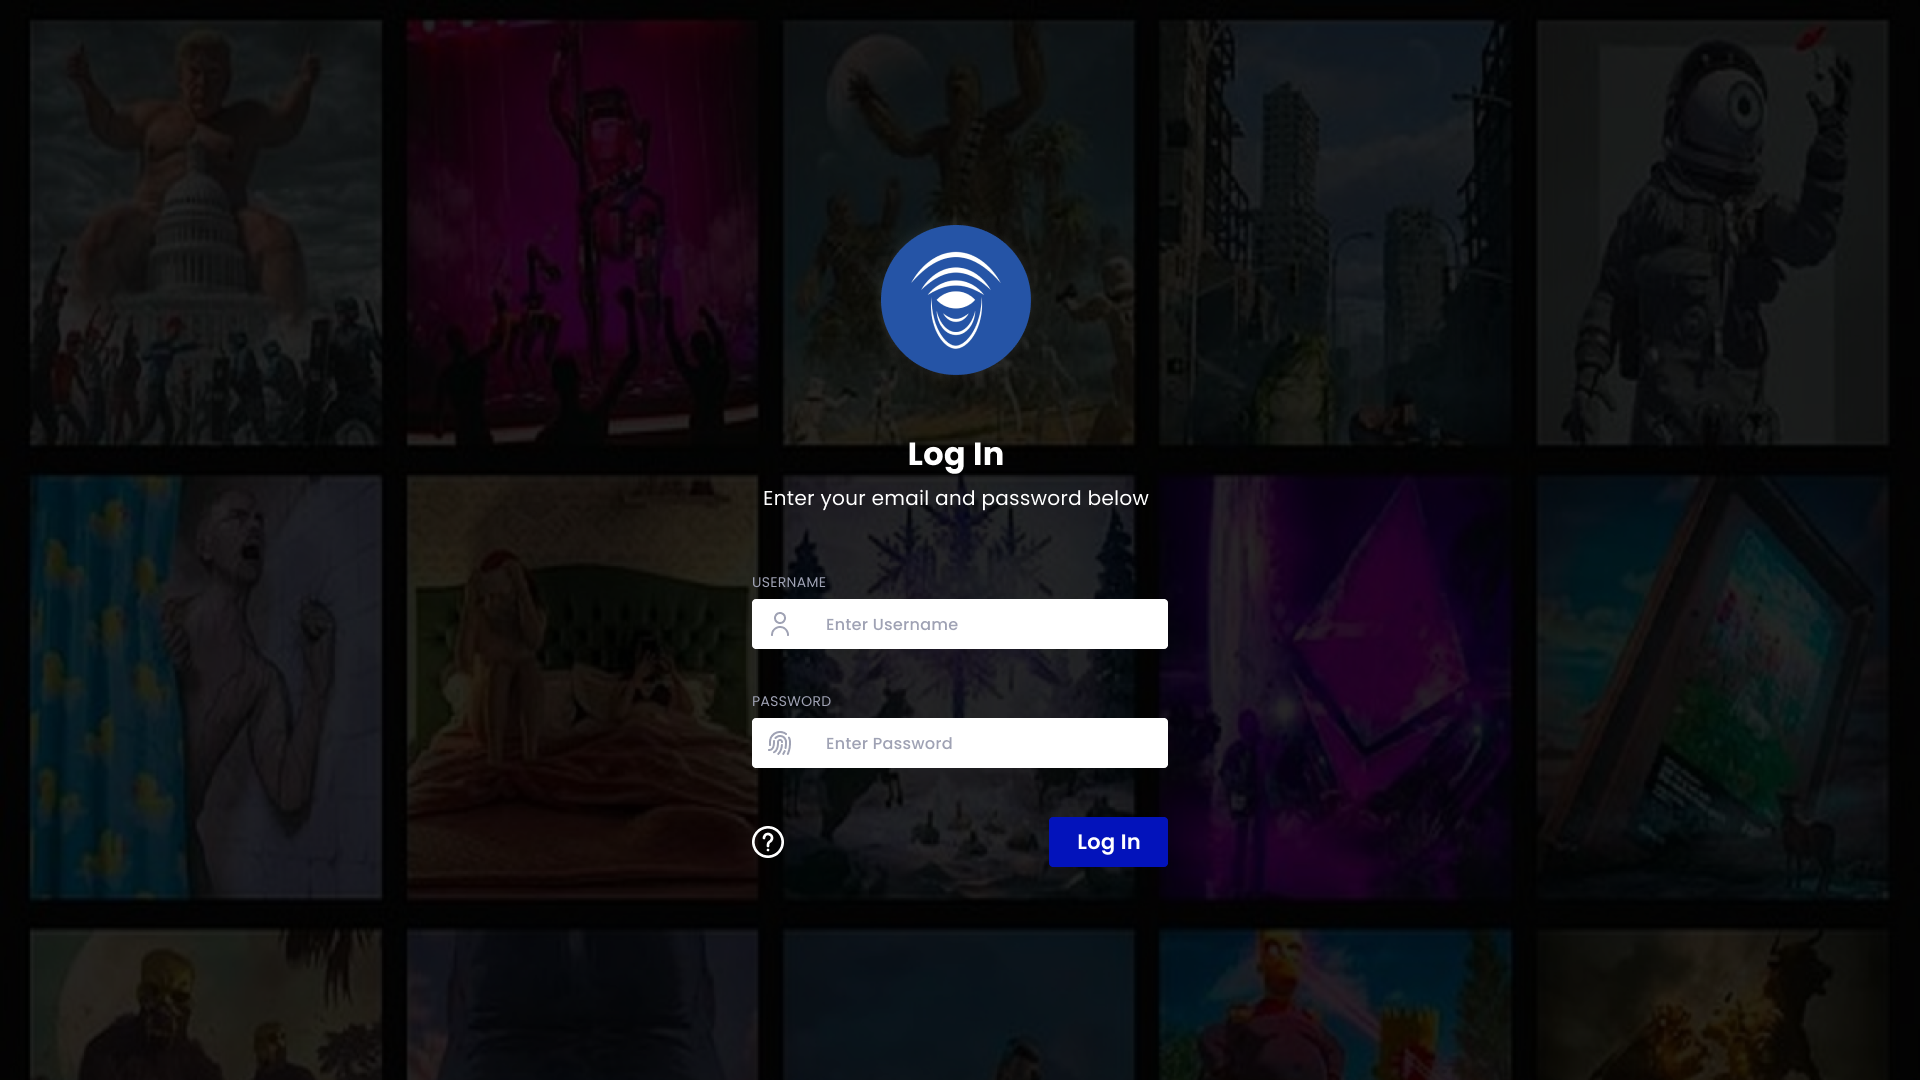 Log In
Enter your email and password below
USERNAME
Enter Username
PASSWORD
Enter Password
?
Log In